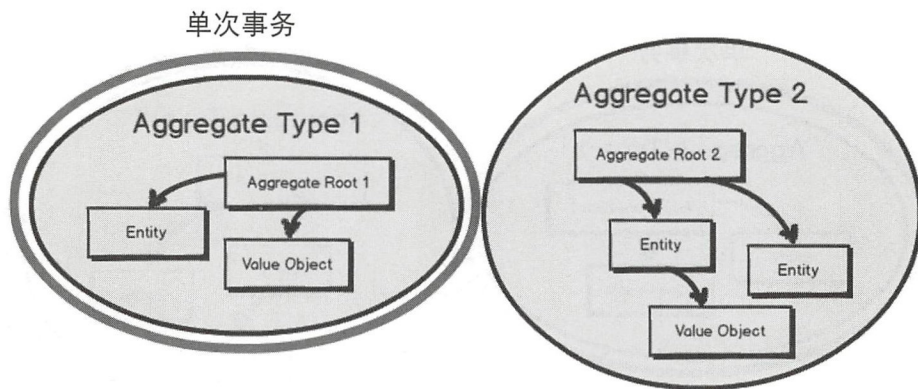 单次事务
Aggregate Type 1
Aggregate Root 1
Entity
Value Object
Aggregate Type 2
Aggregate Root 2
Entity
Entity
Value Object